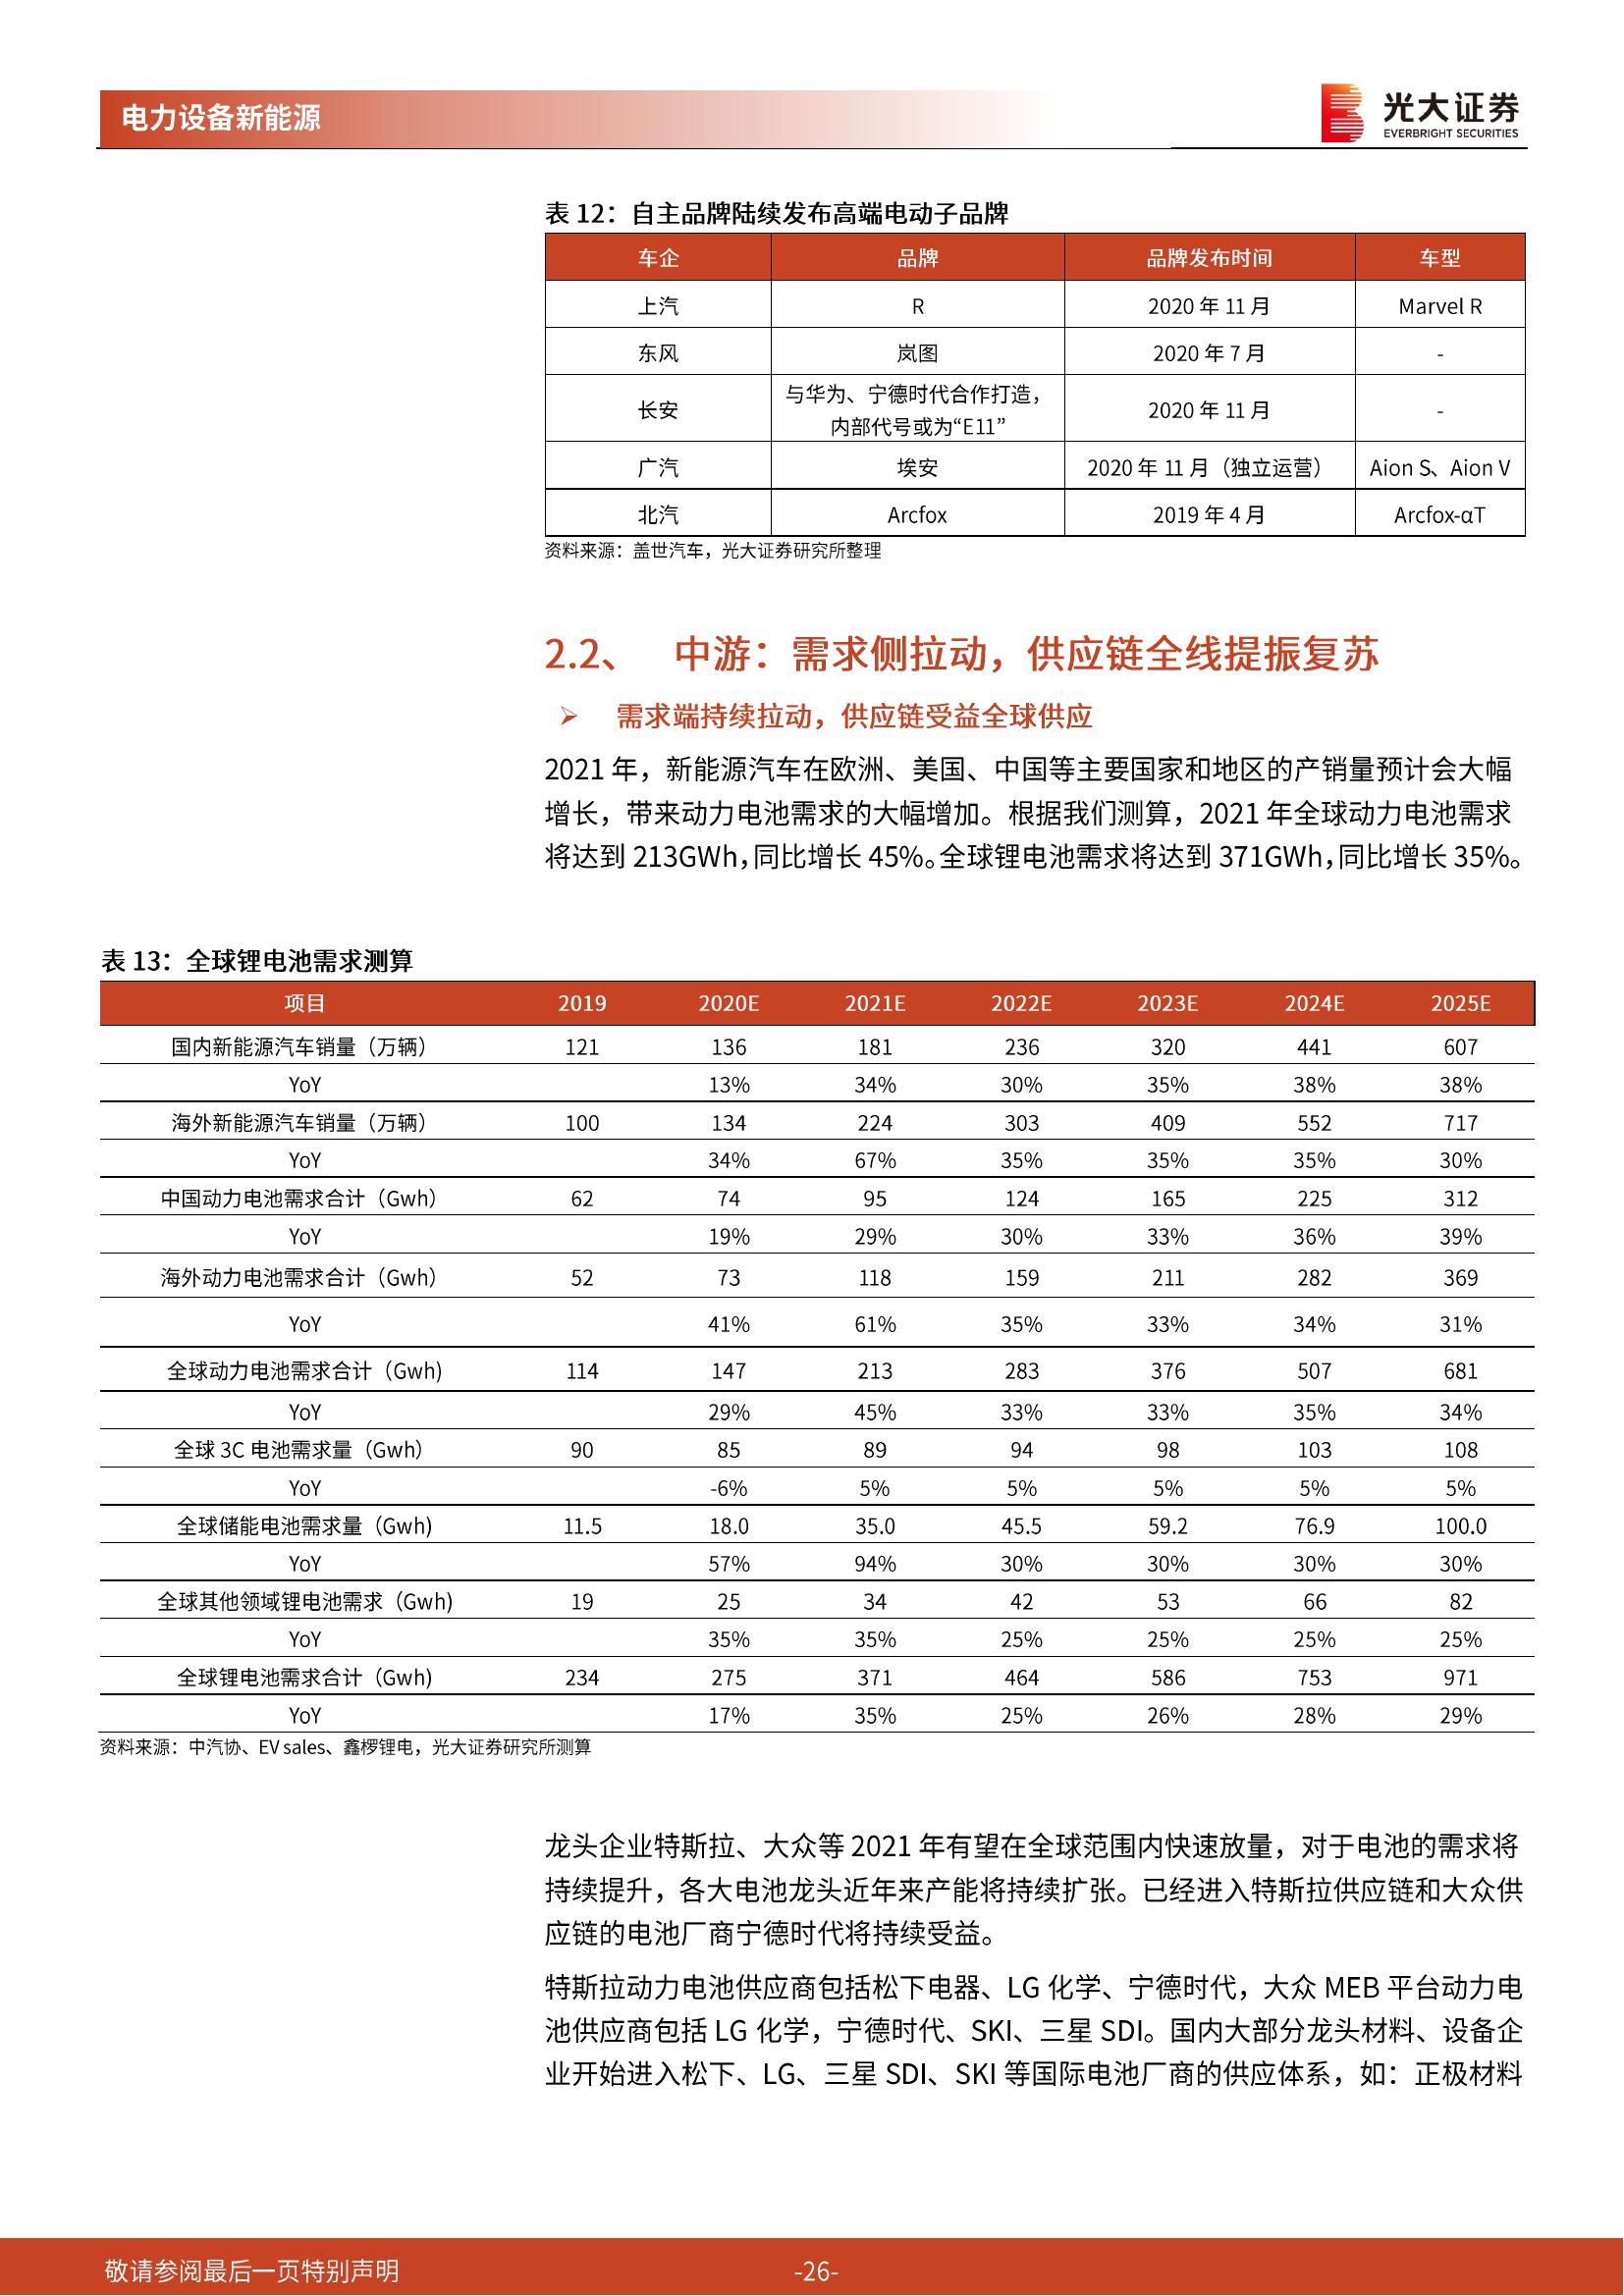 电力设备新能源
光大证券
EVERBRIGHT SECURITIES
表 12：自主品牌陆续发布高端电动子品牌
车企 品牌 品牌发布时间 车型
上汽 R 2020 年 11 月 Marvel R
东风 岚图 2020 年 7 月 -
长安 与华为、宁德时代合作打造，内部代号或为“E11” 2020 年 11 月 -
广汽 埃安 2020 年 11 月（独立运营） Aion S、Aion V
北汽 Arcfox 2019 年 4 月 Arcfox-αT
资料来源：盖世汽车，光大证券研究所整理
2.2、 中游：需求侧拉动，供应链全线提振复苏
➢ 需求端持续拉动，供应链受益全球供应
2021 年，新能源汽车在欧洲、美国、中国等主要国家和地区的产销量预计会大幅
增长，带来动力电池需求的大幅增加。根据我们测算，2021 年全球动力电池需求
将达到 213GWh，同比增长 45%。全球锂电池需求将达到 371GWh，同比增长 35%。
表 13：全球锂电池需求测算
项目 2019 2020E 2021E 2022E 2023E 2024E 2025E
国内新能源汽车销量（万辆） 121 136 181 236 320 441 607
YoY 13% 34% 30% 35% 38% 38%
海外新能源汽车销量（万辆） 100 134 224 303 409 552 717
YoY 34% 67% 35% 35% 35% 30%
中国动力电池需求合计（Gwh） 62 74 95 124 165 225 312
YoY 19% 29% 30% 33% 36% 39%
海外动力电池需求合计（Gwh） 52 73 118 159 211 282 369
YoY 41% 61% 35% 33% 34% 31%
全球动力电池需求合计（Gwh) 114 147 213 283 376 507 681
YoY 29% 45% 33% 33% 35% 34%
全球 3C 电池需求量（Gwh） 90 85 89 94 98 103 108
YoY -6% 5% 5% 5% 5% 5%
全球储能电池需求量（Gwh) 11.5 18.0 35.0 45.5 59.2 76.9 100.0
YoY 57% 94% 30% 30% 30% 30%
全球其他领域锂电池需求（Gwh) 19 25 34 42 53 66 82
YoY 35% 35% 25% 25% 25% 25%
全球锂电池需求合计（Gwh) 234 275 371 464 586 753 971
YoY 17% 35% 25% 26% 28% 29%
资料来源：中汽协、EV sales、鑫椤锂电，光大证券研究所测算
龙头企业特斯拉、大众等 2021 年有望在全球范围内快速放量，对于电池的需求将
持续提升，各大电池龙头近年来产能将持续扩张。已经进入特斯拉供应链和大众供
应链的电池厂商宁德时代将持续受益。
特斯拉动力电池供应商包括松下电器、LG 化学、宁德时代，大众 MEB 平台动力电
池供应商包括 LG 化学，宁德时代、SKI、三星 SDI。国内大部分龙头材料、设备企
业开始进入松下、LG、三星 SDI、SKI 等国际电池厂商的供应体系，如：正极材料
敬请参阅最后一页特别声明
-26-